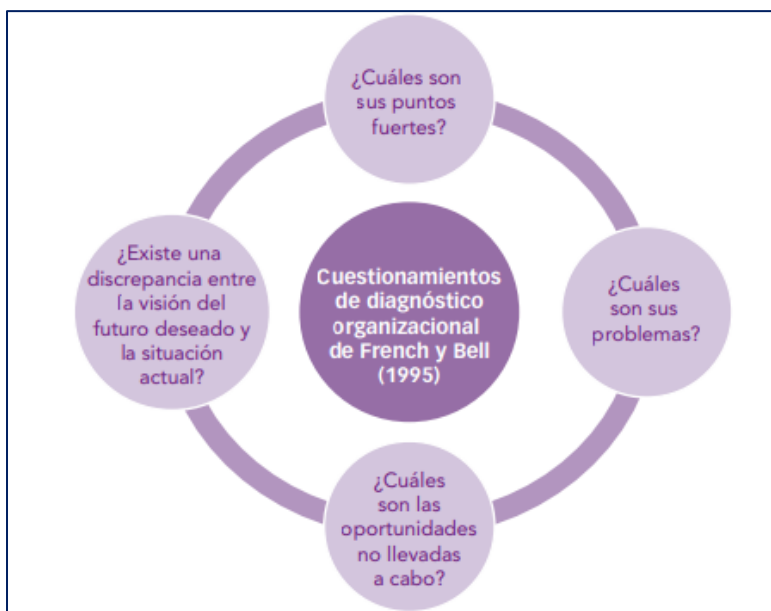 ¿Cuáles son
sus puntos
fuertes?
¿Existe una
discrepancia entre
la visión del
futuro deseado y
la situación
actual?
Cuestionamientos
de diagnóstico
organizacional
de French y Bell
(1995)
¿Cuáles
son sus
problemas?
¿Cuáles
son las
oportunidades
no llevadas
a cabo?